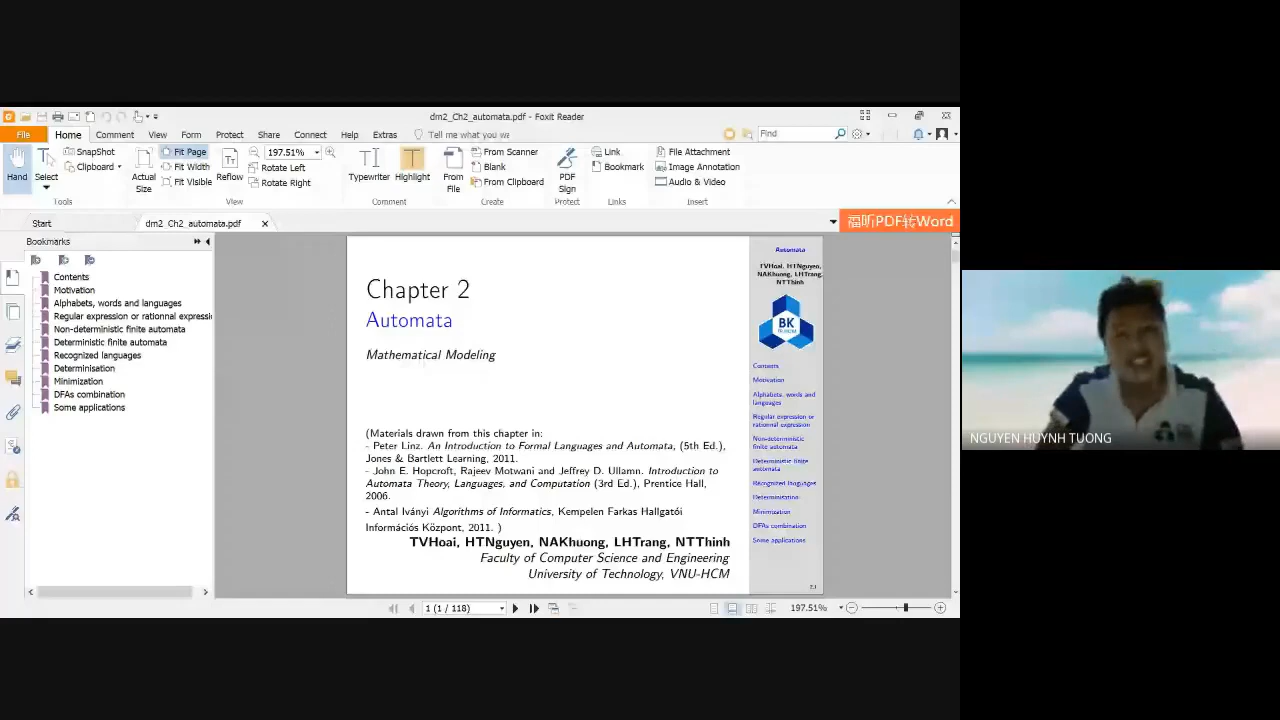 dm2_Ch2_automata.pdf - Foxit Reader
File Home Comment View Form Protect Share Connect Help Extras Tell me what you wa Find
Hand
Select
SnapShot
Clipboard
Tools
Actual Size
Fit Page
Fit Width
Fit Visible
Reflow
197.51%
Rotate Left
Rotate Right
View
Typewriter
Highlight
Comment
From File
From Scanner
Blank
From Clipboard
Create
PDF Sign
Protect
Link
Bookmark
Links
File Attachment
Image Annotation
Audio & Video
Insert
Start
dm2_Ch2_automata.pdf
福昕PDF转Word
Bookmarks
Contents
Motivation
Alphabets, words and languages
Regular expression or rationnal expressi
Non-deterministic finite automata
Deterministic finite automata
Recognized languages
Determinisation
Minimization
DFAs combination
Some applications
Chapter 2
Automata
Mathematical Modeling
(Materials drawn from this chapter in:
- Peter Linz. An Introduction to Formal Languages and Automata, (5th Ed.),
Jones & Bartlett Learning, 2011.
- John E. Hopcroft, Rajeev Motwani and Jeffrey D. Ullamn. Introduction to
Automata Theory, Languages, and Computation (3rd Ed.), Prentice Hall,
2006.
- Antal Iványi Algorithms of Informatics, Kempelen Farkas Hallgatói
Információs Központ, 2011. )
TVHoai, HTNguyen, NAKhuong, LHTrang, NTThinh
Faculty of Computer Science and Engineering
University of Technology, VNU-HCM
Automata
TVHoai, HTNguyen,
NAKhuong, LHTrang,
NTThinh
BK
TP.HCM
Contents
Motivation
Alphabets, words and
languages
Regular expression or
rationnal expression
Non-deterministic
finite automata
Deterministic finite
automata
Recognized languages
Determinisation
Minimization
DFAs combination
Some applications
2.1
1 (1 / 118)
197.51%
NGUYEN HUYNH TUONG